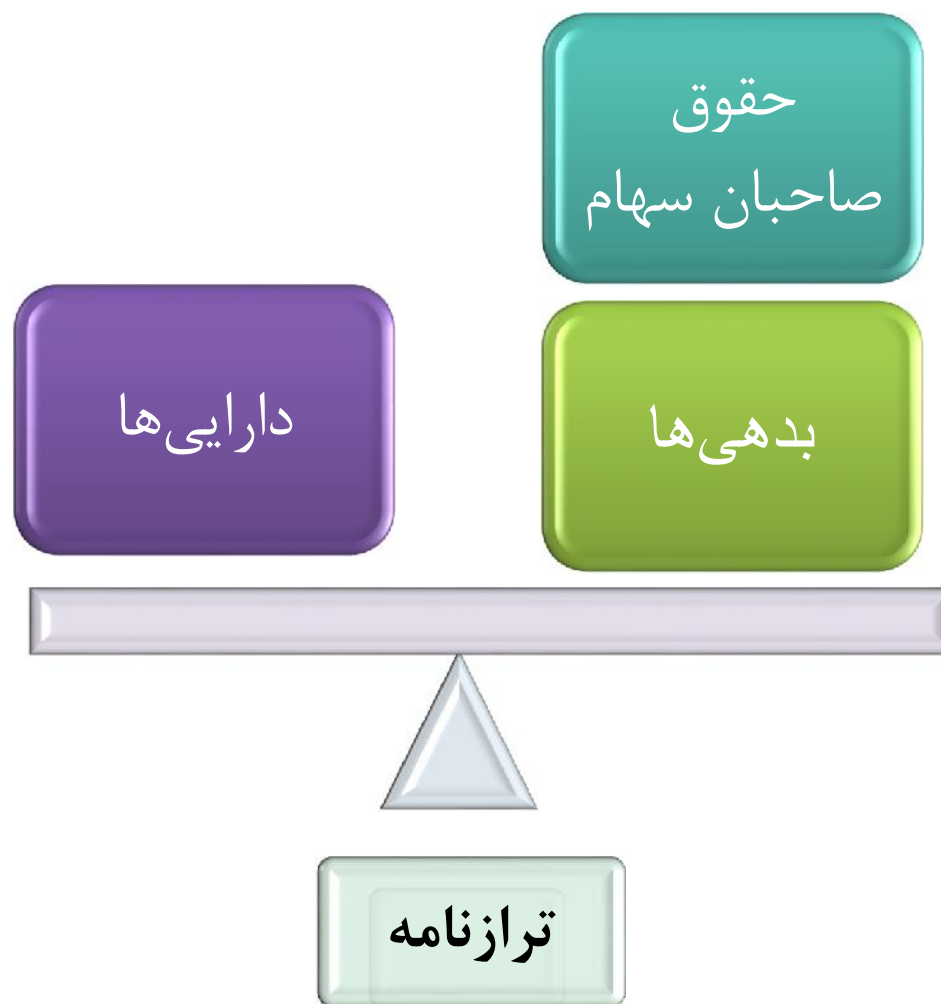 حقوق
صاحبان سهام
بدهی‌ها
دارایی‌ها
ترازنامه